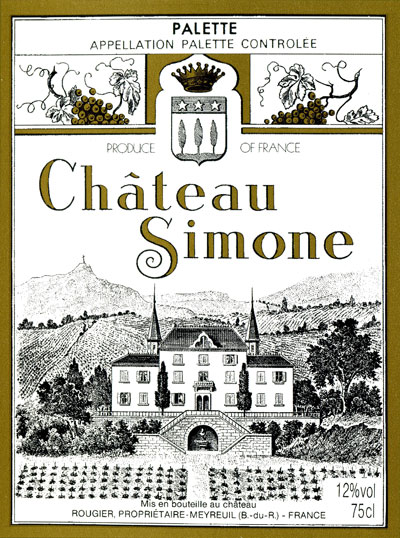 PALETTE
APPELLATION PALETTE CONTROLÉE
PRODUCE OF FRANCE
Château
Simone
12%vol
75cl
Mis en bouteille au château
ROUGIER, PROPRIÉTAIRE-MEYREUIL (B.-du-R.) - FRANCE